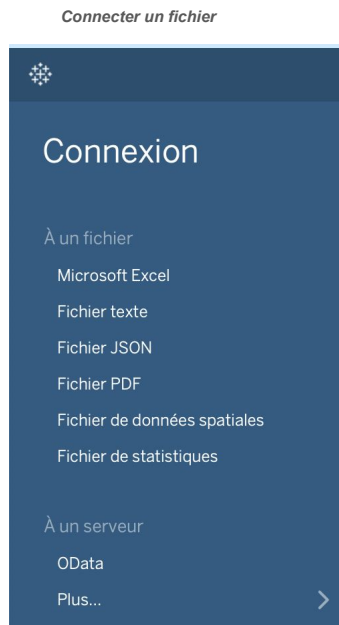 Connecter un fichier
Connexion
À un fichier
Microsoft Excel
Fichier texte
Fichier JSON
Fichier PDF
Fichier de données spatiales
Fichier de statistiques
À un serveur
OData
Plus...